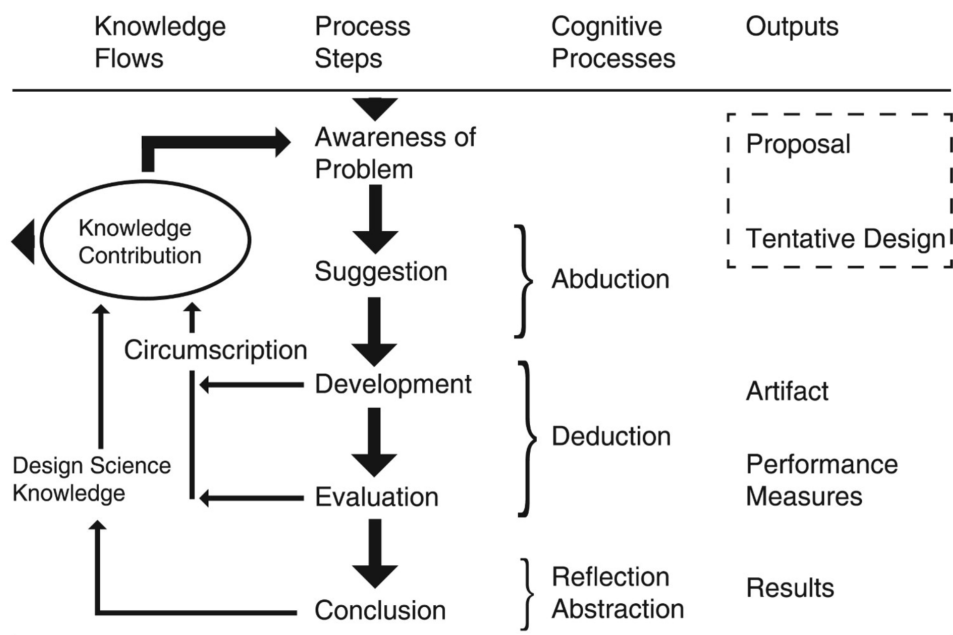 Knowledge
Flows
Process
Steps
Cognitive
Processes
Outputs
Awareness of
Problem
Proposal
Knowledge
Contribution
Tentative Design
Suggestion
Abduction
Circumscription
Development
Artifact
Deduction
Design Science
Knowledge
Evaluation
Performance
Measures
Conclusion
Reflection
Abstraction
Results